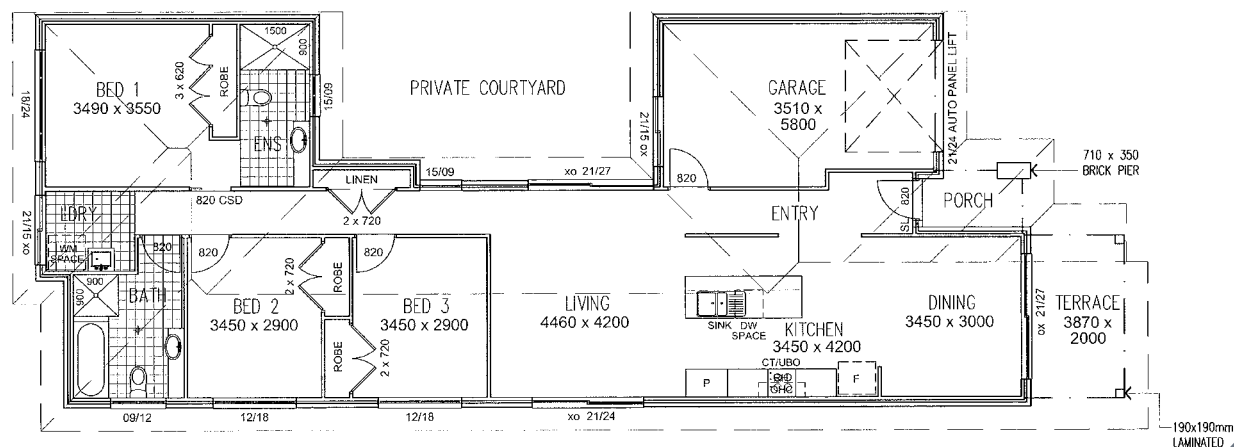 1500
900
BED 1
3490 x 3550
3 x 620
ROBE
ENS
15/09
18/24
PRIVATE COURTYARD
GARAGE
3510 x
5800
21/24 AUTO PANEL LIFT
21/15 ox
710 x 350
BRICK PIER
15/09
xo 21/27
LINEN
820
820
PORCH
LDRY
820 CSD
2 x 720
ENTRY
SL
21/15 xo
WM
SPACE
820
820
820
900
900
BATH
BED 2
3450 x 2900
2 x 720
ROBE
BED 3
3450 x 2900
LIVING
4460 x 4200
SINK
DW
SPACE
KITCHEN
3450 x 4200
DINING
3450 x 3000
ox 21/27
TERRACE
3870 x
2000
ROBE
2 x 720
P
CT/UBO
F
09/12
12/18
12/18
xo 21/24
190x190mm
LAMINATED